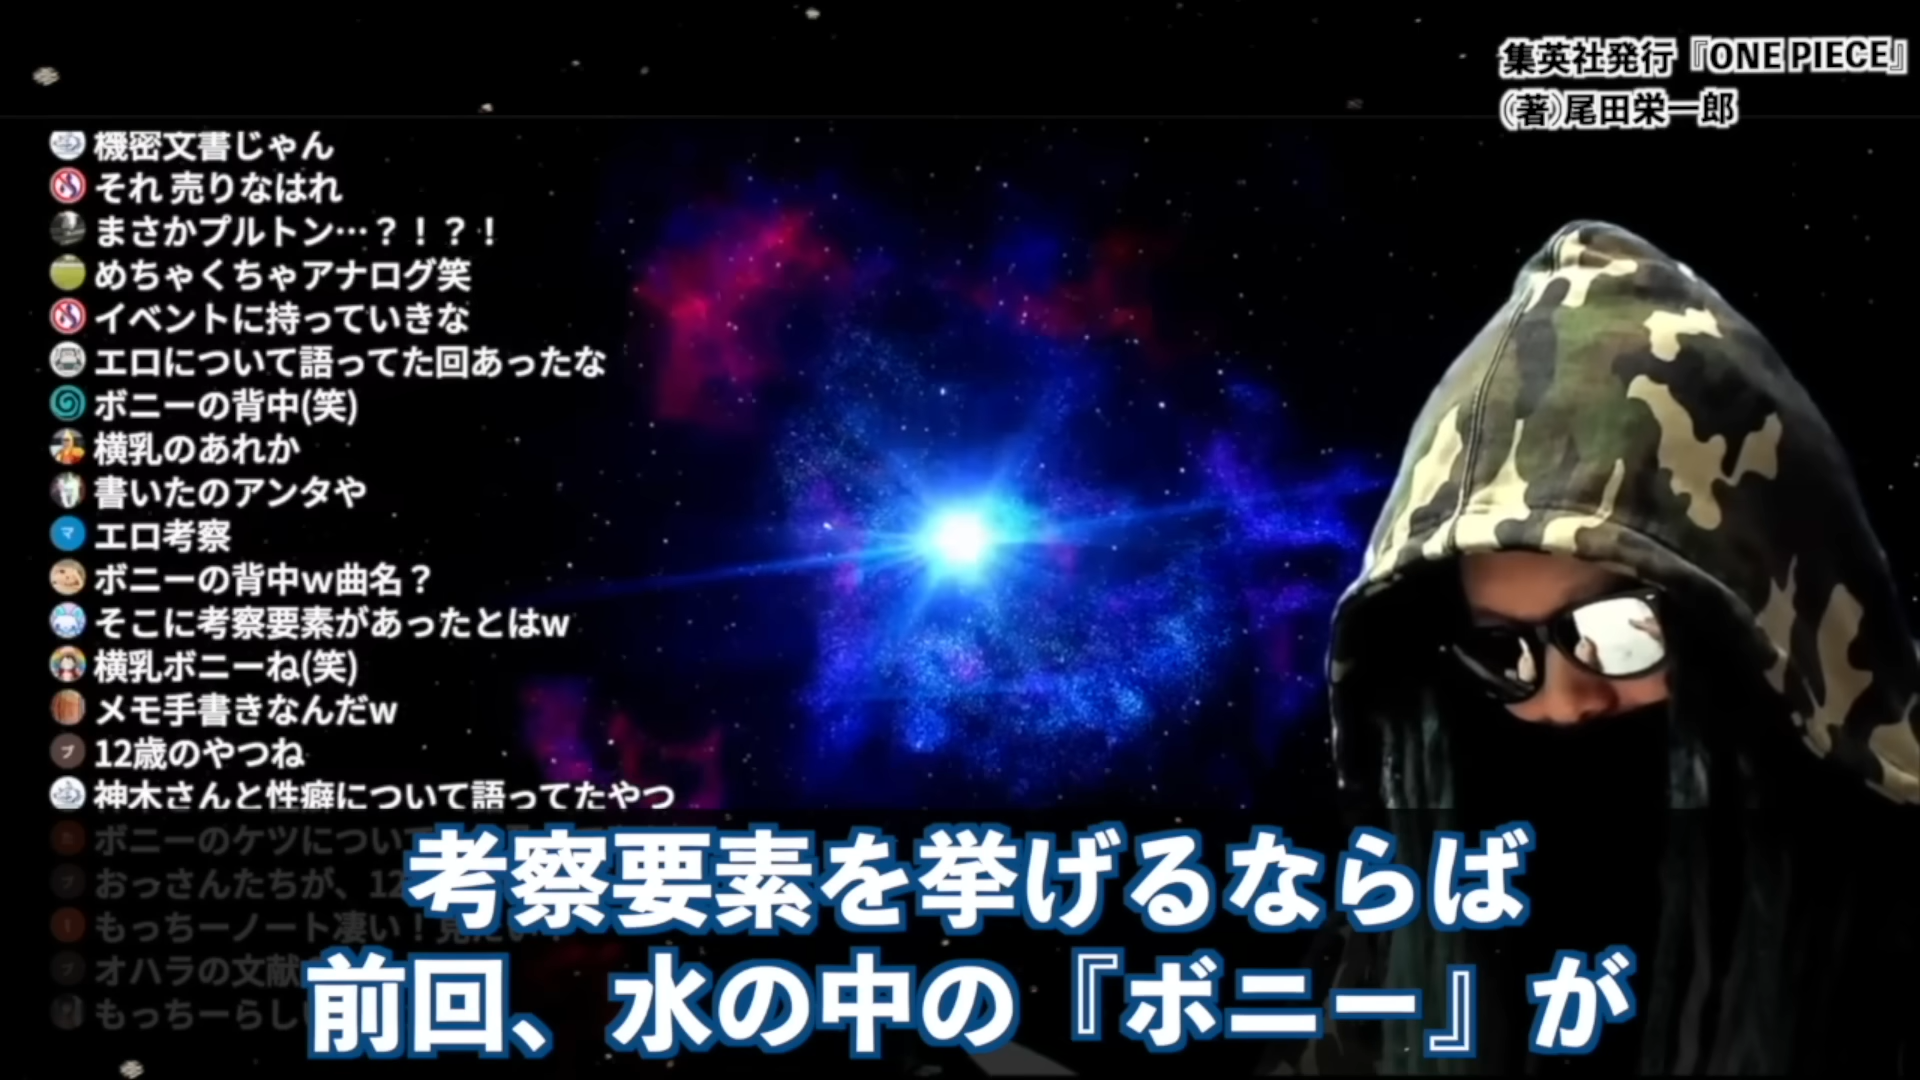 集英社発行『ONE PIECE』
(著)尾田栄一郎
機密文書じゃん
それ 売りなはれ
まさかプルトン…？！？！
めちゃくちゃアナログ笑
イベントに持っていきな
エロについて語ってた回あったな
ボニーの背中(笑)
横乳のあれか
書いたのアンタや
マ
エロ考察
ボニーの背中w曲名？
そこに考察要素があったとはw
横乳ボニーね(笑)
メモ手書きなんだw
プ
12歳のやつね
神木さんと性癖について語ってたやつ
ボニーのケツについて
おっさんたちが、12
もっちーノート凄い！
オハラの文献
もっちーらし
考察要素を挙げるならば
前回、水の中の『ボニー』が